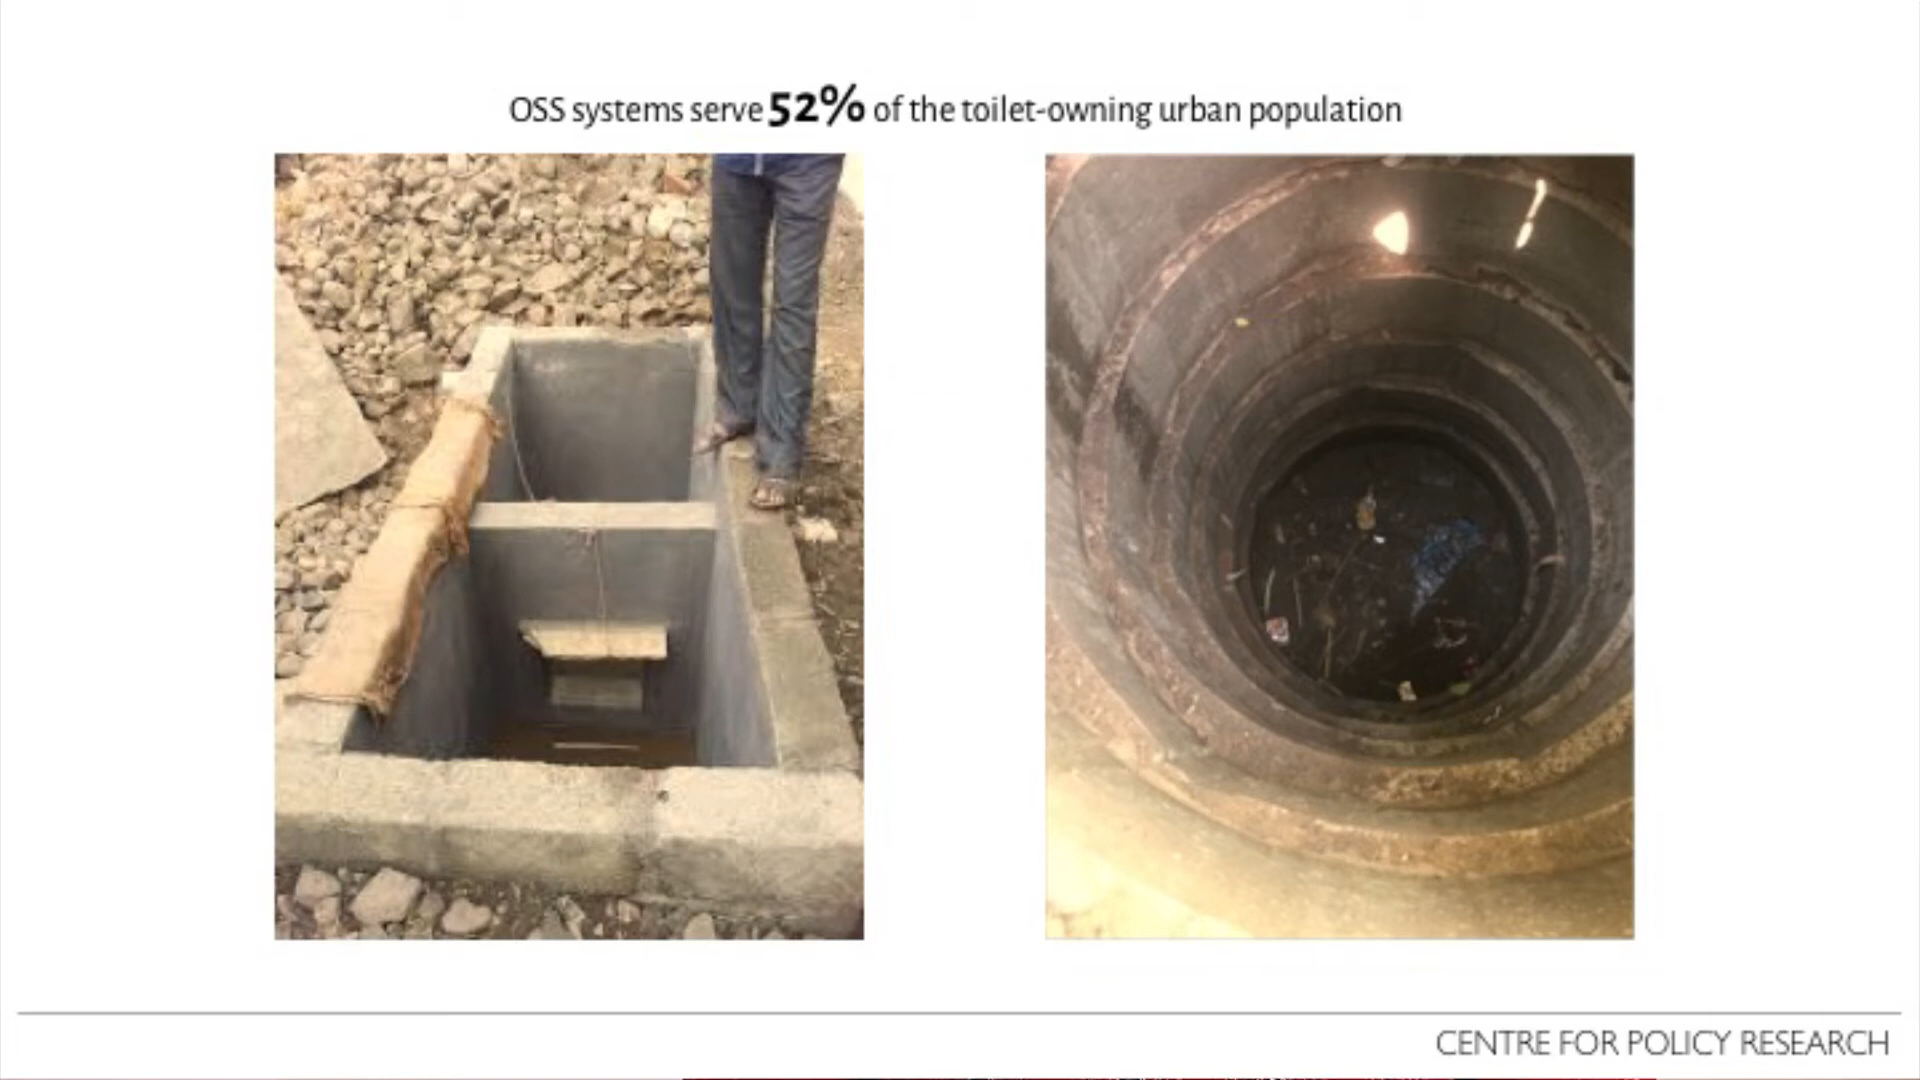 OSS systems serve 52% of the toilet-owning urban population
CENTRE FOR POLICY RESEARCH